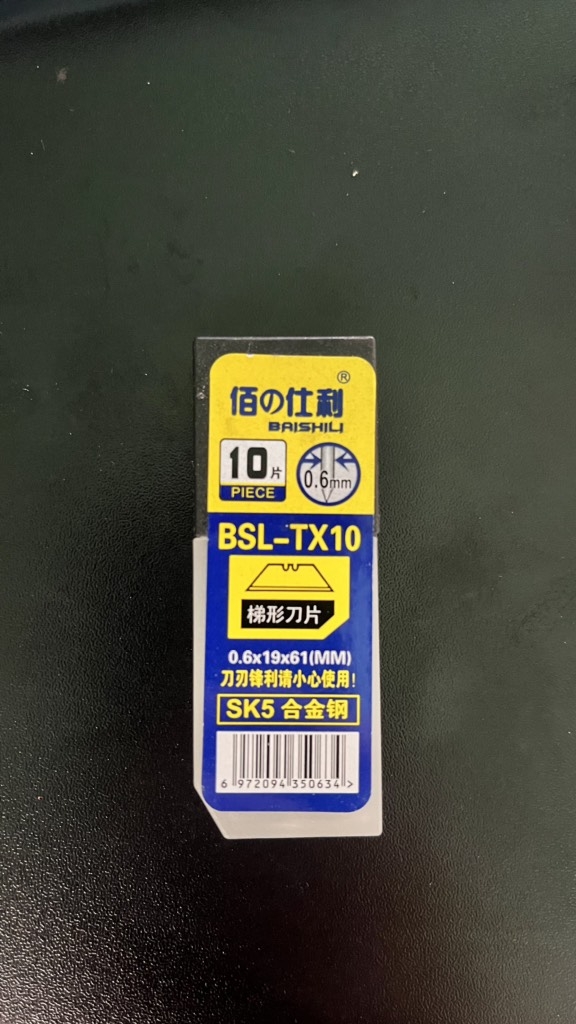 ®
佰の仕利
BAISHILI
10片
PIECE
0.6mm
BSL-TX10
梯形刀片
0.6x19x61(MM)
刀刃锋利请小心使用!
SK5 合金钢
6 972094 350634 >